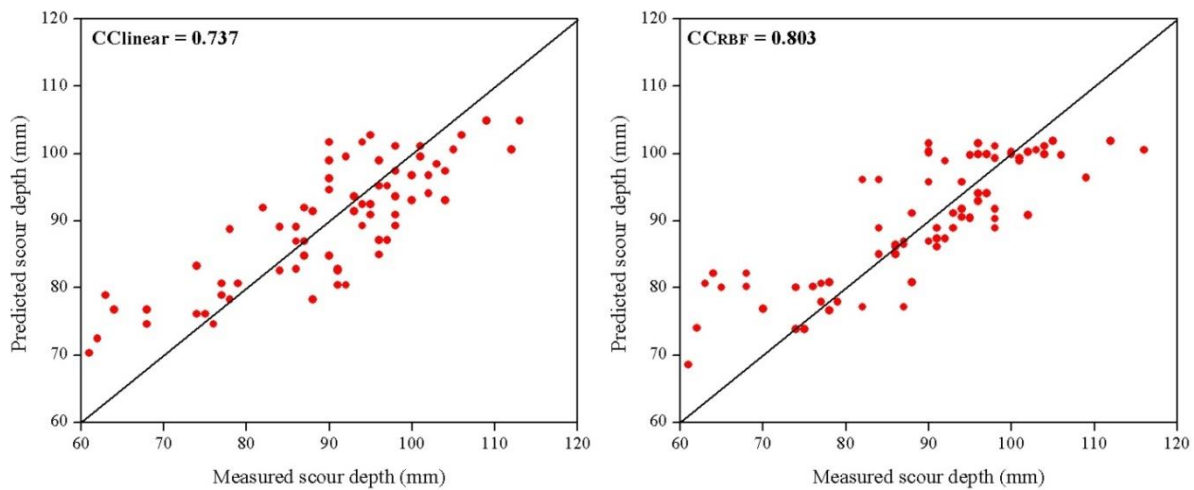 CClinear = 0.737
120
110
100
90
80
70
60
Predicted scour depth (mm)
60 70 80 90 100 110 120
Measured scour depth (mm)
CCRBF = 0.803
120
110
100
90
80
70
60
Predicted scour depth (mm)
60 70 80 90 100 110 120
Measured scour depth (mm)